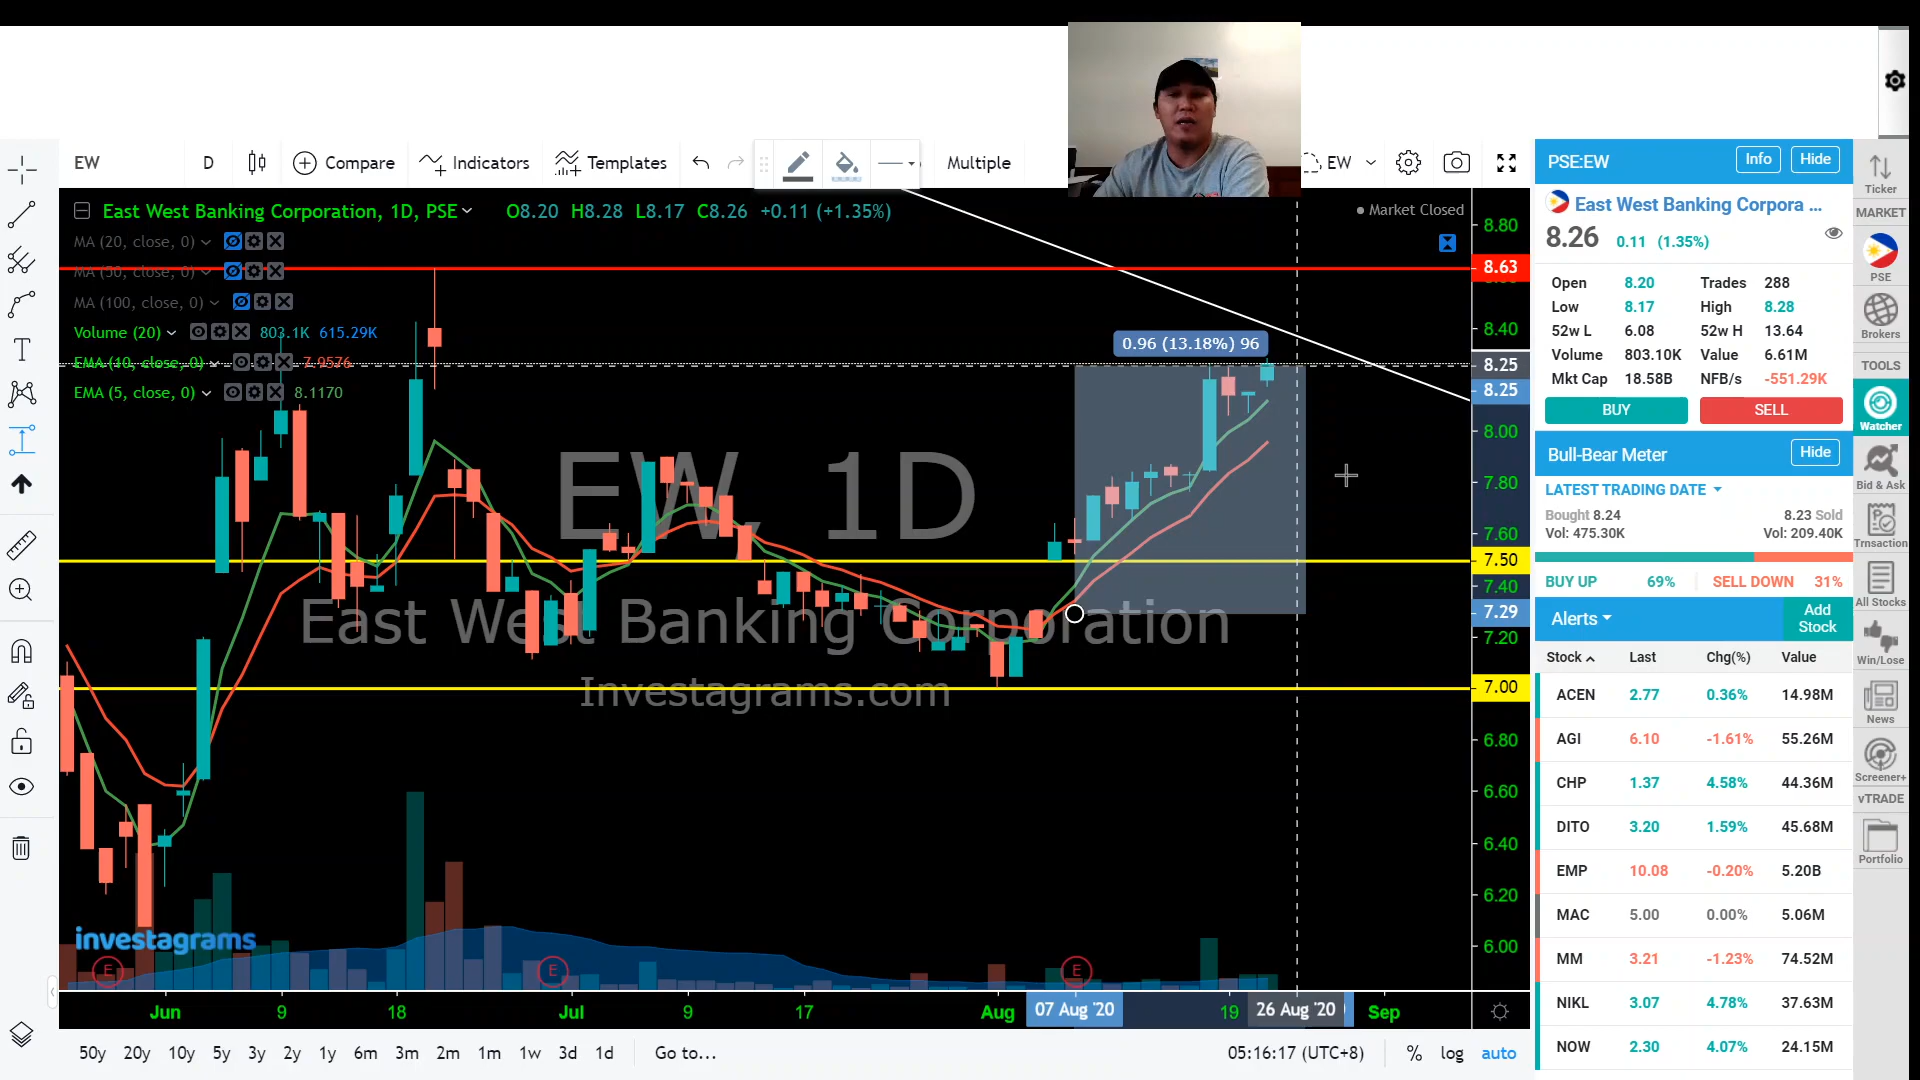 EW D Compare Indicators Templates Multiple EW
East West Banking Corporation, 1D, PSE O8.20 H8.28 L8.17 C8.26 +0.11 (+1.35%)
Market Closed
MA (20, close, 0)
MA (50, close, 0)
MA (100, close, 0)
Volume (20) 803.1K 615.29K
EMA (10, close, 0) 7.9576
EMA (5, close, 0) 8.1170
0.96 (13.18%) 96
EW, 1D
East West Banking Corporation
Investagrams.com
investagrams
E E E
8.80
8.63
8.40
8.25
8.25
8.00
7.80
7.60
7.50
7.40
7.29
7.20
7.00
6.80
6.60
6.40
6.20
6.00
Jun 9 18 Jul 9 17 Aug 07 Aug '20 19 26 Aug '20 Sep
50y 20y 10y 5y 3y 2y 1y 6m 3m 2m 1m 1w 3d 1d Go to... 05:16:17 (UTC+8) % log auto
PSE:EW Info Hide
East West Banking Corpora ...
8.26 0.11 (1.35%)
Open 8.20 Trades 288
Low 8.17 High 8.28
52w L 6.08 52w H 13.64
Volume 803.10K Value 6.61M
Mkt Cap 18.58B NFB/s -551.29K
BUY SELL
Bull-Bear Meter Hide
LATEST TRADING DATE
Bought 8.24 8.23 Sold
Vol: 475.30K Vol: 209.40K
BUY UP 69% SELL DOWN 31%
Alerts Add Stock
Stock Last Chg(%) Value
ACEN 2.77 0.36% 14.98M
AGI 6.10 -1.61% 55.26M
CHP 1.37 4.58% 44.36M
DITO 3.20 1.59% 45.68M
EMP 10.08 -0.20% 5.20B
MAC 5.00 0.00% 5.06M
MM 3.21 -1.23% 74.52M
NIKL 3.07 4.78% 37.63M
NOW 2.30 4.07% 24.15M
Ticker
MARKET
PSE
Brokers
TOOLS
Watcher
Bid & Ask
Trnsaction
All Stocks
Win/Lose
News
Screener+
vTRADE
Portfolio